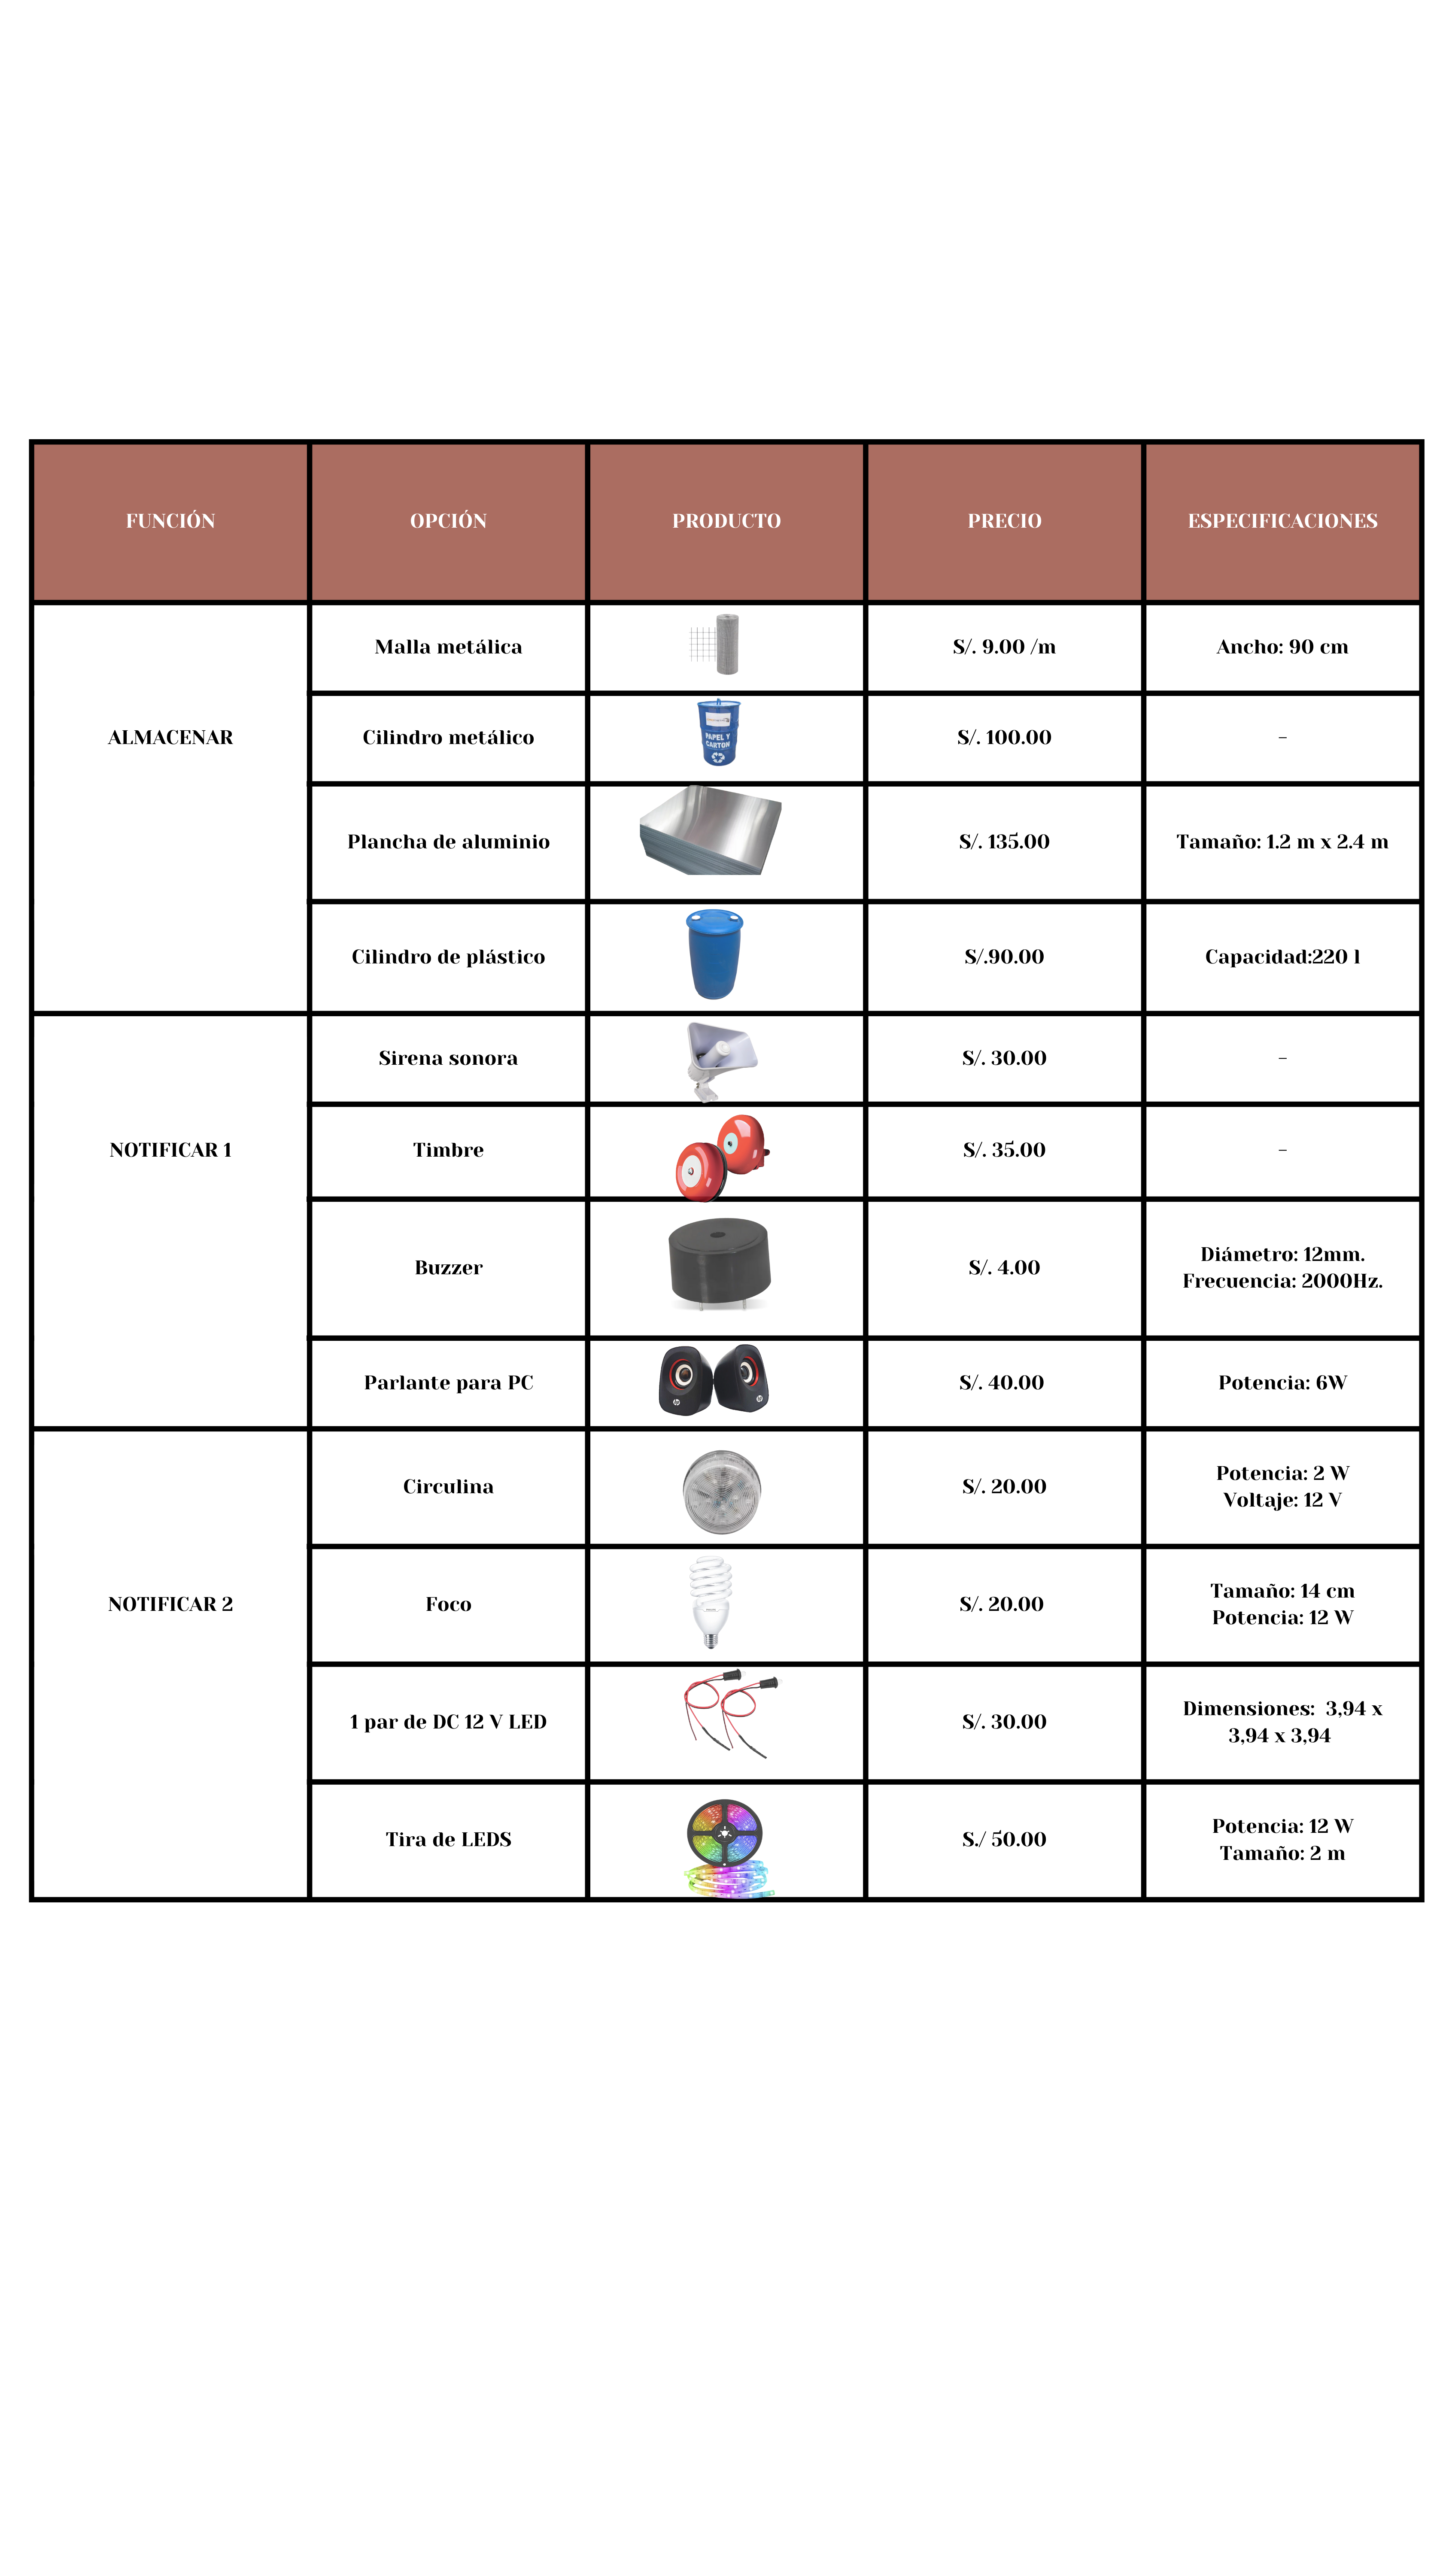 FUNCIÓN OPCIÓN PRODUCTO PRECIO ESPECIFICACIONES
ALMACENAR
Malla metálica S/. 9.00 /m Ancho: 90 cm
Cilindro metálico PAPEL Y CARTON S/. 100.00 -
Plancha de aluminio S/. 135.00 Tamaño: 1.2 m x 2.4 m
Cilindro de plástico S/.90.00 Capacidad:220 l
NOTIFICAR 1
Sirena sonora S/. 30.00 -
Timbre S/. 35.00 -
Buzzer S/. 4.00 Diámetro: 12mm.
Frecuencia: 2000Hz.
Parlante para PC hp hp S/. 40.00 Potencia: 6W
NOTIFICAR 2
Circulina S/. 20.00 Potencia: 2 W
Voltaje: 12 V
Foco S/. 20.00 Tamaño: 14 cm
Potencia: 12 W
1 par de DC 12 V LED S/. 30.00 Dimensiones: 3,94 x
3,94 x 3,94
Tira de LEDS S./ 50.00 Potencia: 12 W
Tamaño: 2 m